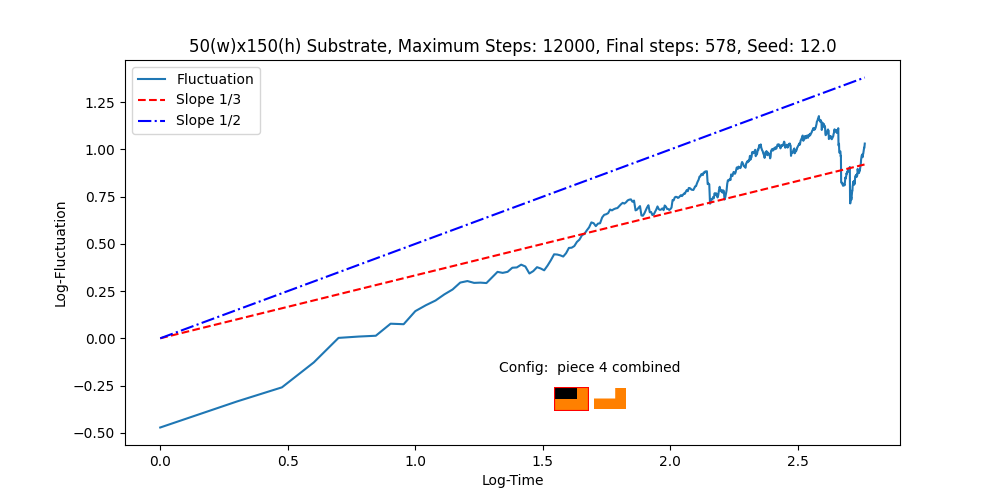 50(w)x150(h) Substrate, Maximum Steps: 12000, Final steps: 578, Seed: 12.0
Fluctuation
Slope 1/3
Slope 1/2
Log-Fluctuation
1.25
1.00
0.75
0.50
0.25
0.00
−0.25
−0.50
Config:  piece 4 combined
0.0 0.5 1.0 1.5 2.0 2.5
Log-Time